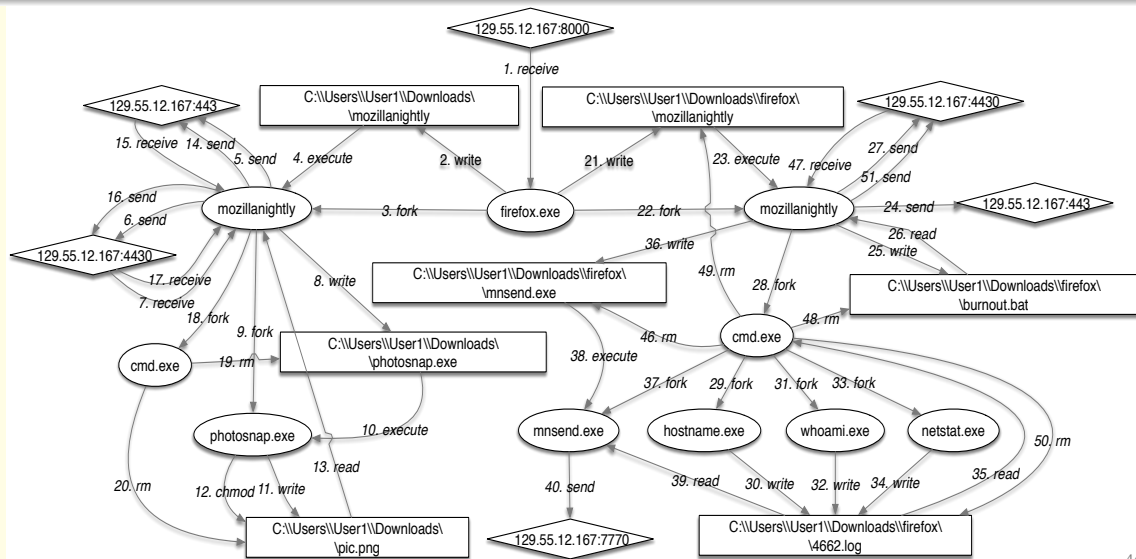 129.55.12.167:8000
1. receive
129.55.12.167:443
C:\\Users\\User1\\Downloads\
\mozillanightly
C:\\Users\\User1\\Downloads\\firefox\
\mozillanightly
129.55.12.167:4430
15. receive
14. send
5. send
4. execute
2. write
21. write
23. execute
47. receive
27. send
51. send
16. send
6. send
mozillanightly
3. fork
firefox.exe
22. fork
mozillanightly
24. send
129.55.12.167:443
129.55.12.167:4430
17. receive
7. receive
18. fork
9. fork
8. write
36. write
49. rm
28. fork
26. read
25. write
C:\\Users\\User1\\Downloads\\firefox\
\mnsend.exe
C:\\Users\\User1\\Downloads\\firefox\
\burnout.bat
48. rm
cmd.exe
19. rm
C:\\Users\\User1\\Downloads\
\photosnap.exe
38. execute
46. rm
cmd.exe
37. fork
29. fork
31. fork
33. fork
photosnap.exe
10. execute
mnsend.exe
hostname.exe
whoami.exe
netstat.exe
50. rm
20. rm
12. chmod
11. write
13. read
40. send
39. read
30. write
32. write
34. write
35. read
C:\\Users\\User1\\Downloads\
\pic.png
129.55.12.167:7770
C:\\Users\\User1\\Downloads\\firefox\
\4662.log